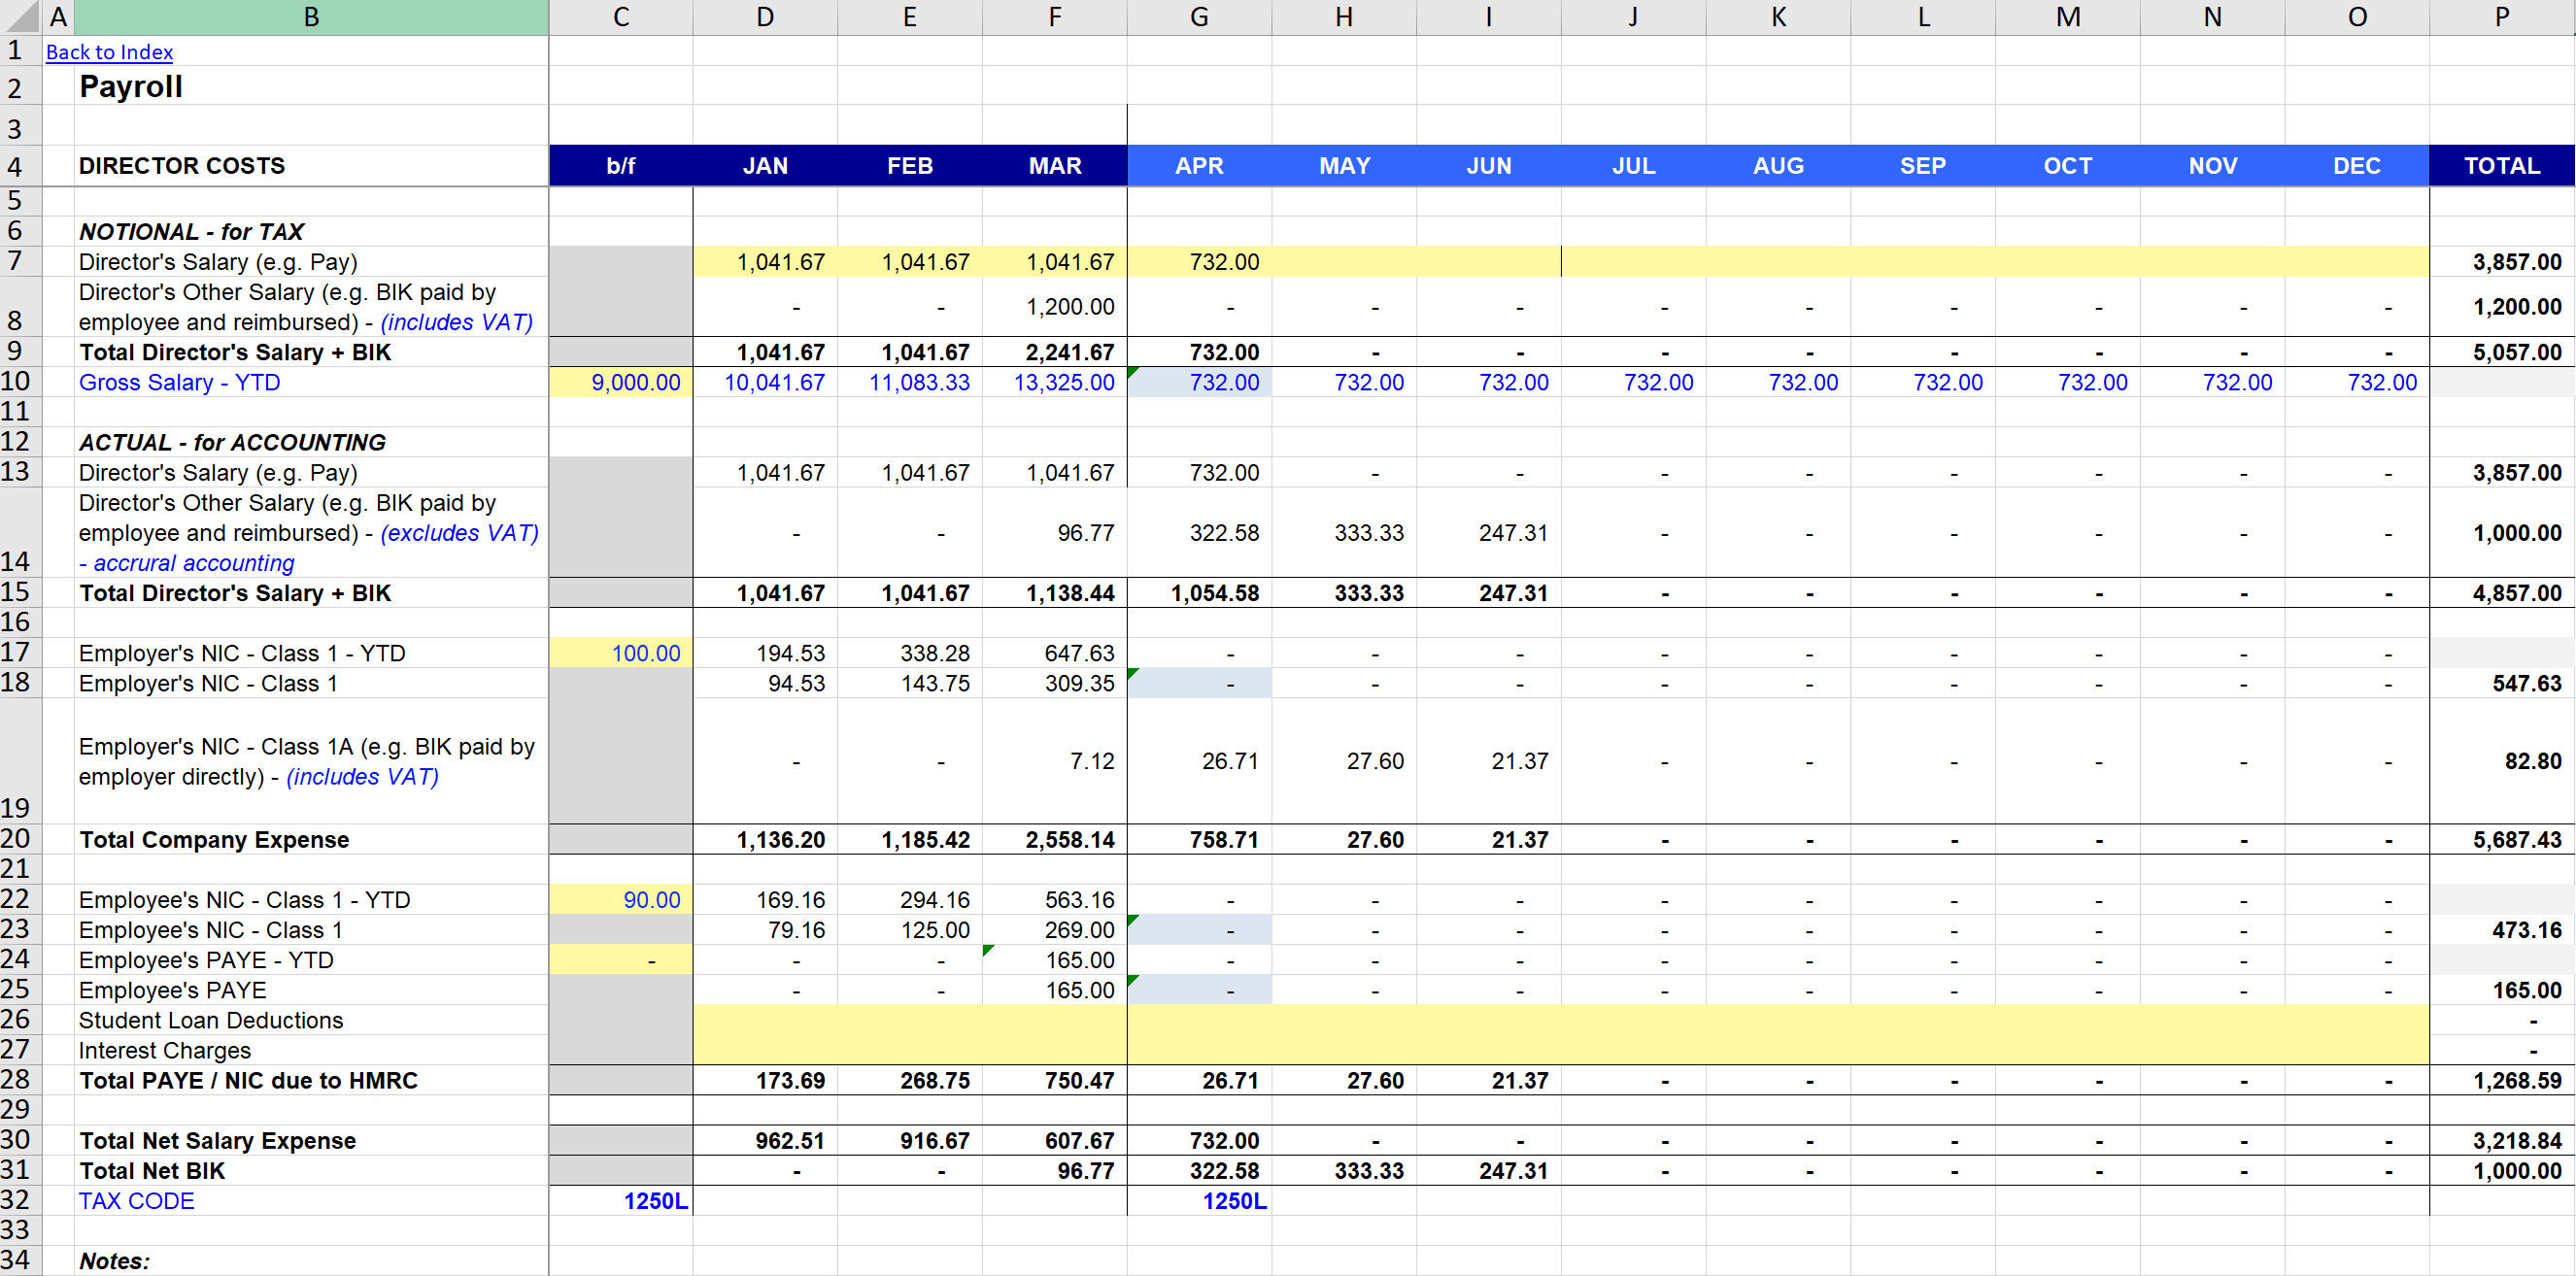 A B C D E F G H I J K L M N O P
1 Back to Index
2 Payroll
3
4 DIRECTOR COSTS b/f JAN FEB MAR APR MAY JUN JUL AUG SEP OCT NOV DEC TOTAL
5
6 NOTIONAL - for TAX
7 Director's Salary (e.g. Pay) 1,041.67 1,041.67 1,041.67 732.00 3,857.00
Director's Other Salary (e.g. BIK paid by
8 employee and reimbursed) - (includes VAT) - - 1,200.00 - - - - - - - - - 1,200.00
9 Total Director's Salary + BIK 1,041.67 1,041.67 2,241.67 732.00 - - - - - - - - 5,057.00
10 Gross Salary - YTD 9,000.00 10,041.67 11,083.33 13,325.00 732.00 732.00 732.00 732.00 732.00 732.00 732.00 732.00 732.00
11
12 ACTUAL - for ACCOUNTING
13 Director's Salary (e.g. Pay) 1,041.67 1,041.67 1,041.67 732.00 - - - - - - - - 3,857.00
Director's Other Salary (e.g. BIK paid by
employee and reimbursed) - (excludes VAT) - - 96.77 322.58 333.33 247.31 - - - - - - 1,000.00
14 - accrural accounting
15 Total Director's Salary + BIK 1,041.67 1,041.67 1,138.44 1,054.58 333.33 247.31 - - - - - - 4,857.00
16
17 Employer's NIC - Class 1 - YTD 100.00 194.53 338.28 647.63 - - - - - - - - -
18 Employer's NIC - Class 1 94.53 143.75 309.35 - - - - - - - - - 547.63
Employer's NIC - Class 1A (e.g. BIK paid by
employer directly) - (includes VAT) - - 7.12 26.71 27.60 21.37 - - - - - - 82.80
19
20 Total Company Expense 1,136.20 1,185.42 2,558.14 758.71 27.60 21.37 - - - - - - 5,687.43
21
22 Employee's NIC - Class 1 - YTD 90.00 169.16 294.16 563.16 - - - - - - - - -
23 Employee's NIC - Class 1 79.16 125.00 269.00 - - - - - - - - - 473.16
24 Employee's PAYE - YTD - - - 165.00 - - - - - - - - -
25 Employee's PAYE - - 165.00 - - - - - - - - - 165.00
26 Student Loan Deductions -
27 Interest Charges -
28 Total PAYE / NIC due to HMRC 173.69 268.75 750.47 26.71 27.60 21.37 - - - - - - 1,268.59
29
30 Total Net Salary Expense 962.51 916.67 607.67 732.00 - - - - - - - - 3,218.84
31 Total Net BIK - - 96.77 322.58 333.33 247.31 - - - - - - 1,000.00
32 TAX CODE 1250L 1250L
33
34 Notes: